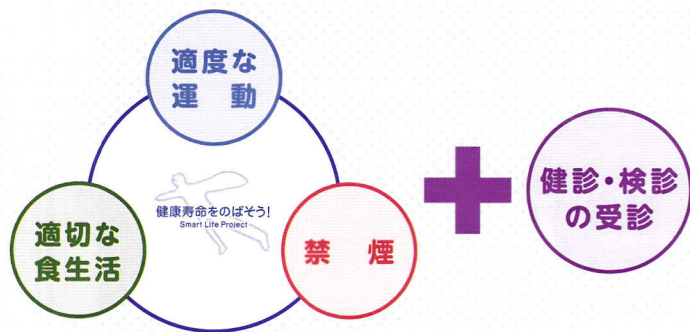 適度な
運 動
健康寿命をのばそう!
Smart Life Project
適切な
食生活
禁 煙
健診・検診
の受診